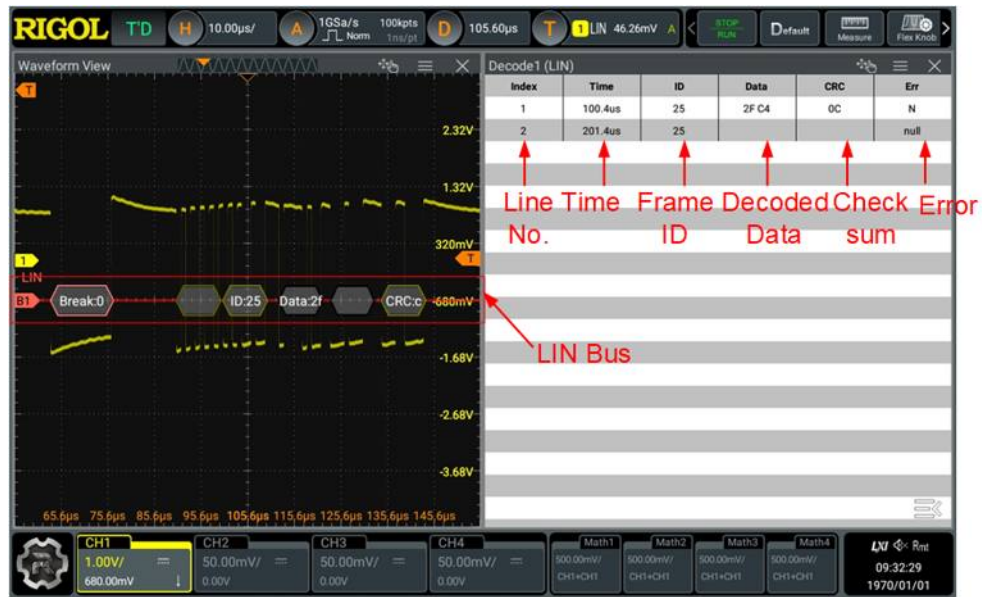 RIGOL T'D H 10.00μs/ A 1GSa/s 100kpts D 105.60μs T 1 LIN 46.26mV A < STOP Default Measure Flex Knob >
Norm 1ns/pt RUN
Waveform View
Decode1 (LIN)
Index Time ID Data CRC Err
1 100.4us 25 2F C4 0C N
2 201.4us 25 null
Line Time Frame Decoded Check Error
No. ID Data sum
T
2.32V
1.32V
320mV
1
T
LIN
B1 Break:0 ID:25 Data:2f CRC:c -680mV
LIN Bus
-1.68V
-2.68V
-3.68V
65.6μs 75.6μs 85.6μs 95.6μs 105.6μs 115.6μs 125.6μs 135.6μs 145.6μs
CH1 CH2 CH3 CH4 Math1 Math2 Math3 Math4 LXI Rmt
1.00V/ 50.00mV/ 50.00mV/ 50.00mV/ 500.00mV/ 500.00mV/ 500.00mV/ 500.00mV/ 09:32:29
680.00mV 0.00V 0.00V 0.00V CH1+CH1 CH1+CH1 CH1+CH1 CH1+CH1 1970/01/01